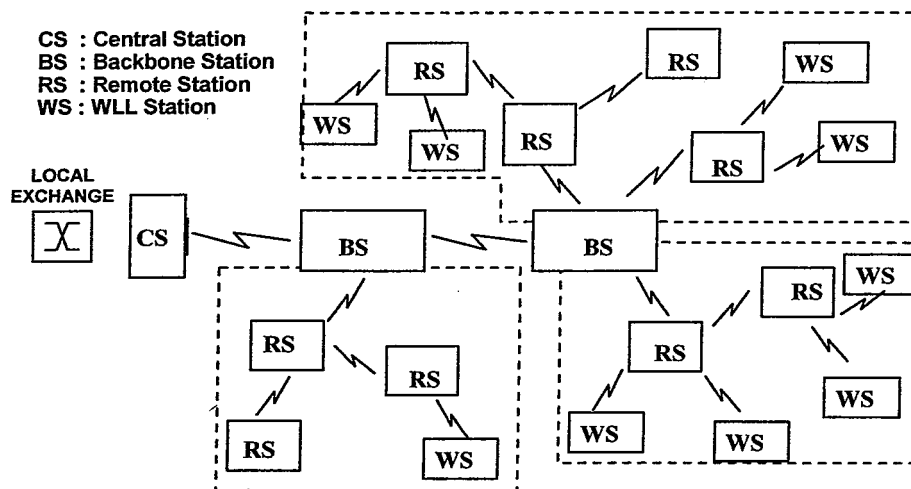 CS : Central Station
BS : Backbone Station
RS : Remote Station
WS : WLL Station
LOCAL
EXCHANGE
CS
BS
BS
RS
WS
WS
RS
RS
RS
WS
WS
RS
RS
RS
WS
RS
RS
WS
WS
WS
WS